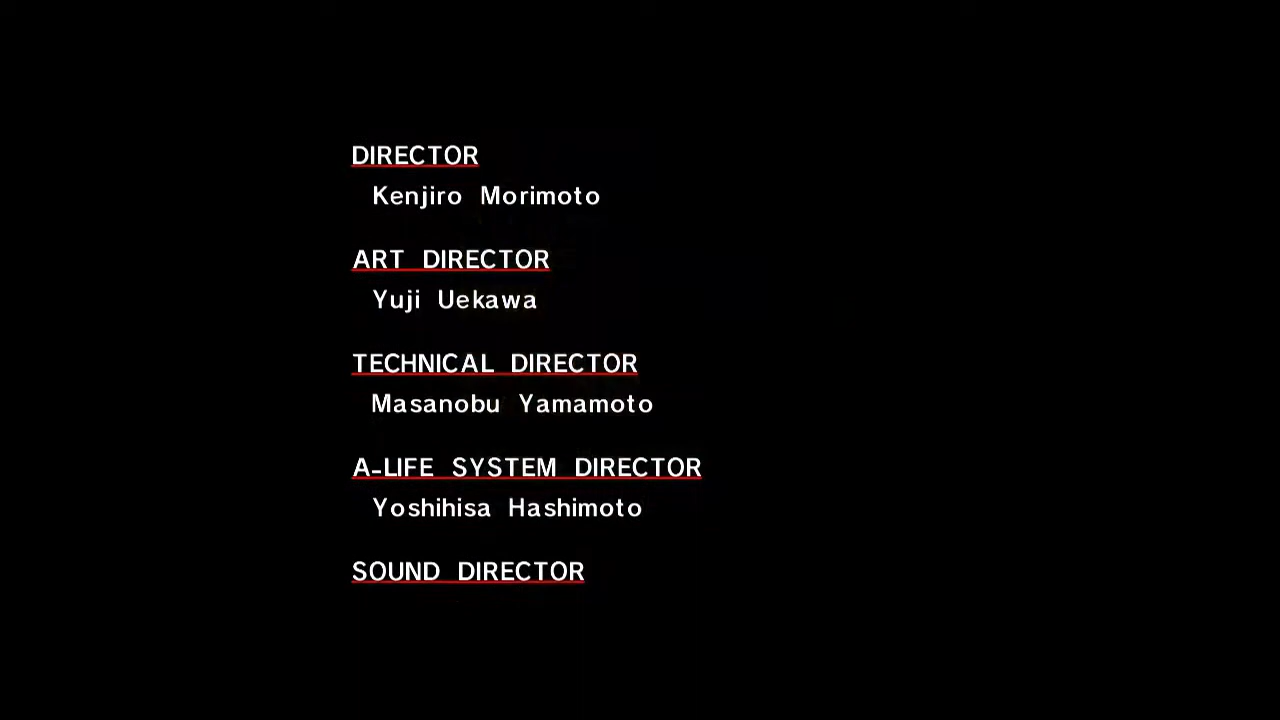 DIRECTOR
Kenjiro Morimoto
ART DIRECTOR
Yuji Uekawa
TECHNICAL DIRECTOR
Masanobu Yamamoto
A-LIFE SYSTEM DIRECTOR
Yoshihisa Hashimoto
SOUND DIRECTOR